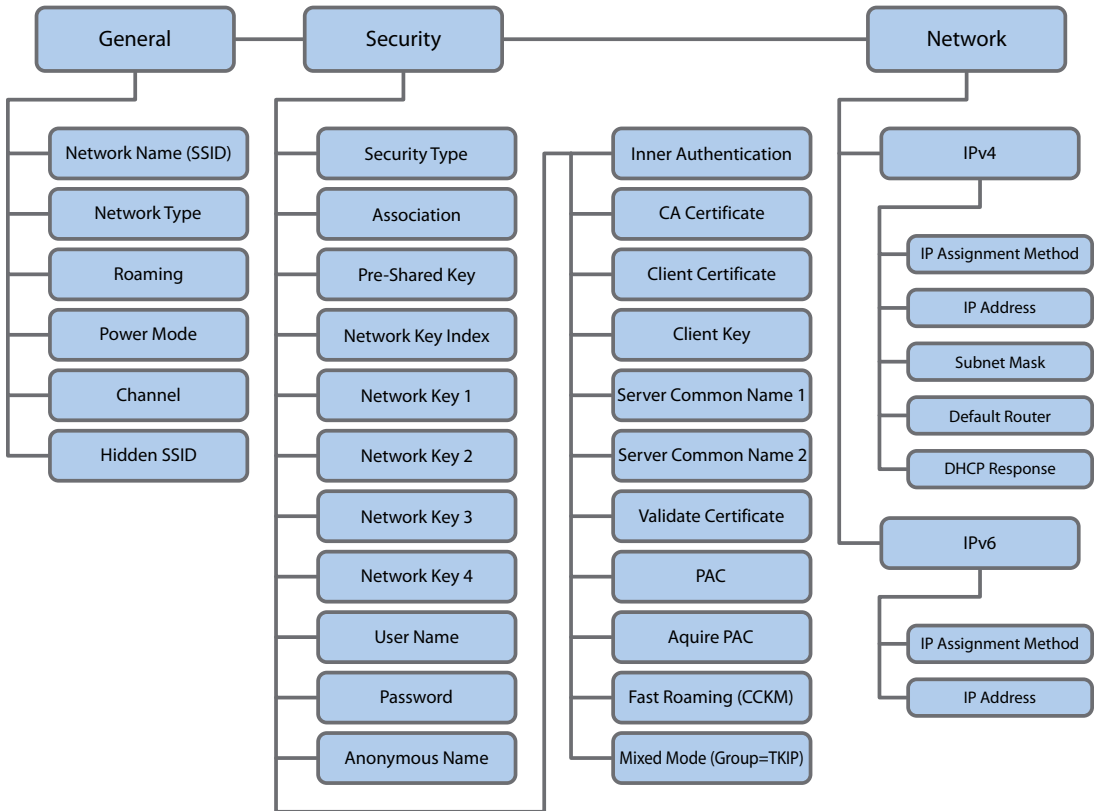 General
Security
Network
Network Name (SSID)
Network Type
Roaming
Power Mode
Channel
Hidden SSID
Security Type
Association
Pre-Shared Key
Network Key Index
Network Key 1
Network Key 2
Network Key 3
Network Key 4
User Name
Password
Anonymous Name
Inner Authentication
CA Certificate
Client Certificate
Client Key
Server Common Name 1
Server Common Name 2
Validate Certificate
PAC
Aquire PAC
Fast Roaming (CCKM)
Mixed Mode (Group=TKIP)
IPv4
IP Assignment Method
IP Address
Subnet Mask
Default Router
DHCP Response
IPv6
IP Assignment Method
IP Address